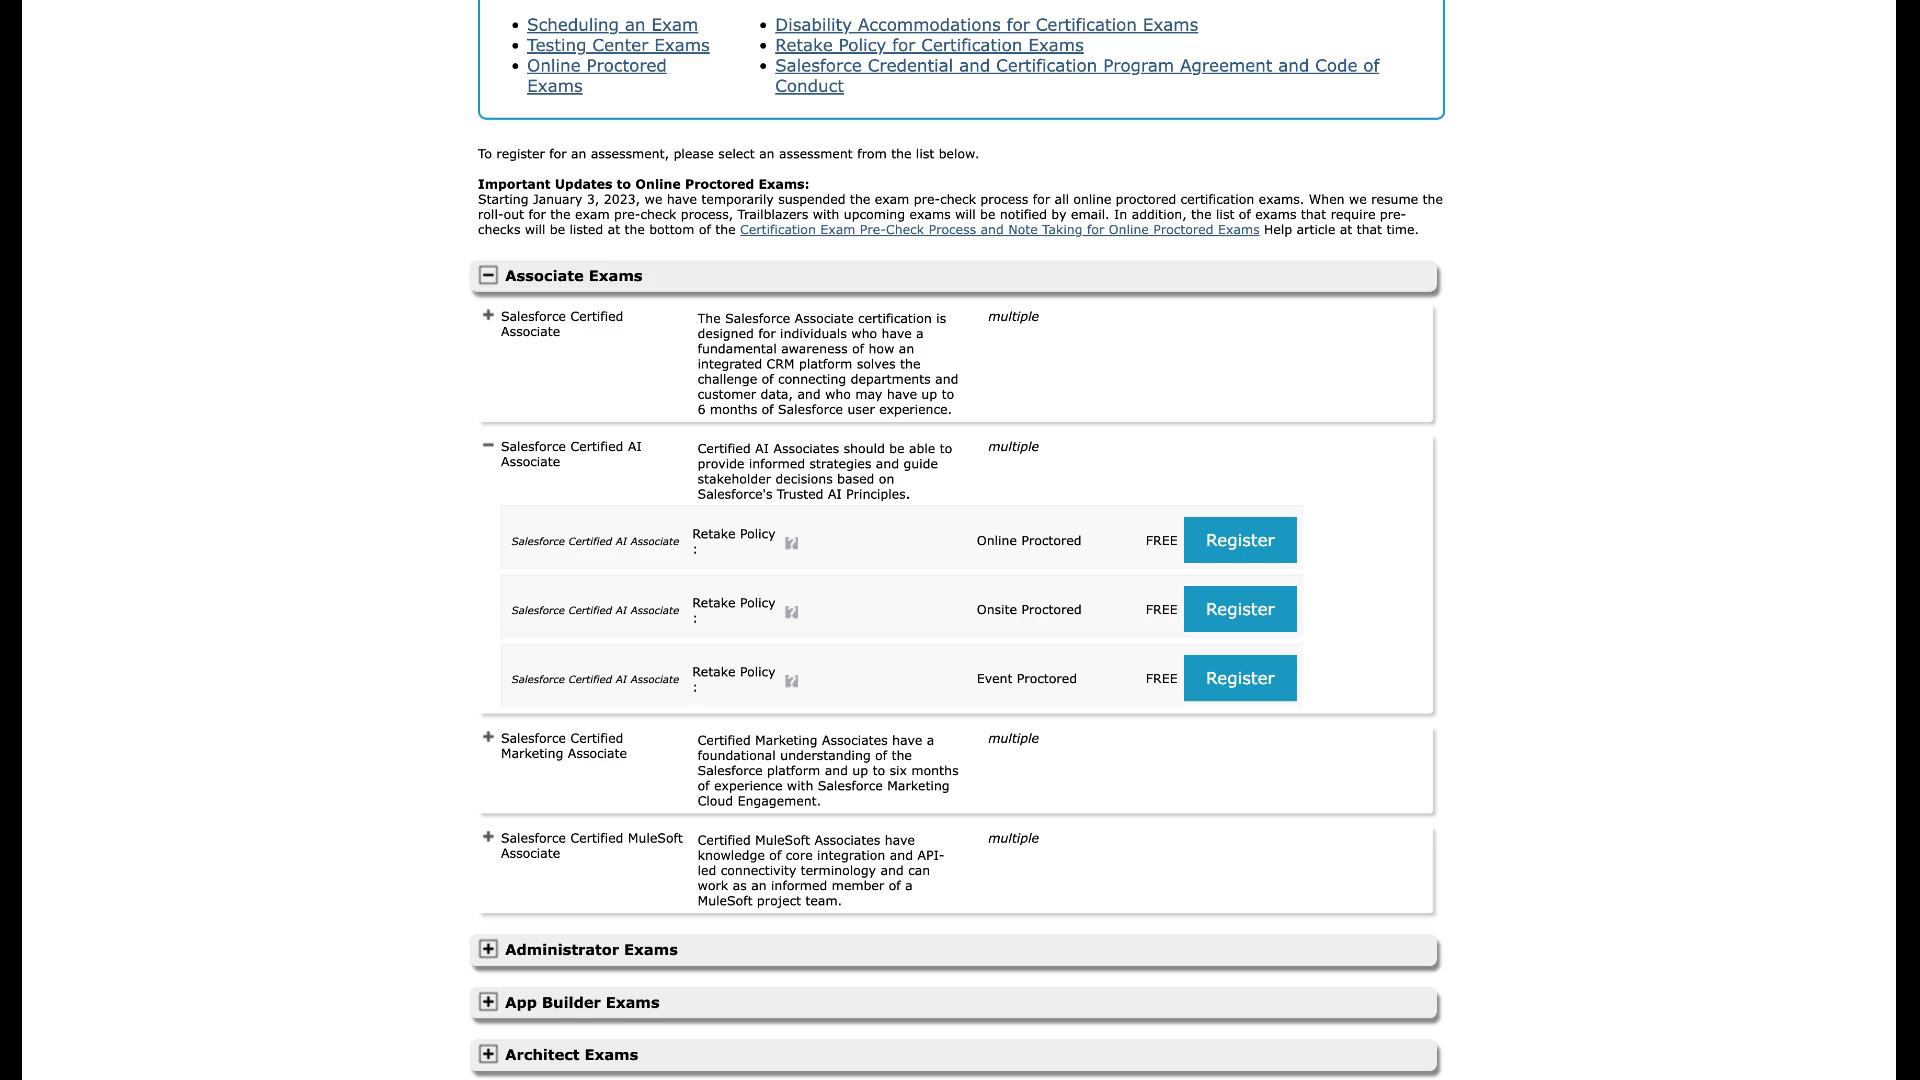 Scheduling an Exam
Testing Center Exams
Online Proctored
Exams
Disability Accommodations for Certification Exams
Retake Policy for Certification Exams
Salesforce Credential and Certification Program Agreement and Code of
Conduct
To register for an assessment, please select an assessment from the list below.
Important Updates to Online Proctored Exams:
Starting January 3, 2023, we have temporarily suspended the exam pre-check process for all online proctored certification exams. When we resume the
roll-out for the exam pre-check process, Trailblazers with upcoming exams will be notified by email. In addition, the list of exams that require pre-
checks will be listed at the bottom of the Certification Exam Pre-Check Process and Note Taking for Online Proctored Exams Help article at that time.
Associate Exams
Salesforce Certified
Associate
The Salesforce Associate certification is
designed for individuals who have a
fundamental awareness of how an
integrated CRM platform solves the
challenge of connecting departments and
customer data, and who may have up to
6 months of Salesforce user experience.
multiple
Salesforce Certified AI
Associate
Certified AI Associates should be able to
provide informed strategies and guide
stakeholder decisions based on
Salesforce's Trusted AI Principles.
multiple
Salesforce Certified AI Associate
Retake Policy
:
Online Proctored
FREE
Register
Salesforce Certified AI Associate
Retake Policy
:
Onsite Proctored
FREE
Register
Salesforce Certified AI Associate
Retake Policy
:
Event Proctored
FREE
Register
Salesforce Certified
Marketing Associate
Certified Marketing Associates have a
foundational understanding of the
Salesforce platform and up to six months
of experience with Salesforce Marketing
Cloud Engagement.
multiple
Salesforce Certified MuleSoft
Associate
Certified MuleSoft Associates have
knowledge of core integration and API-
led connectivity terminology and can
work as an informed member of a
MuleSoft project team.
multiple
Administrator Exams
App Builder Exams
Architect Exams